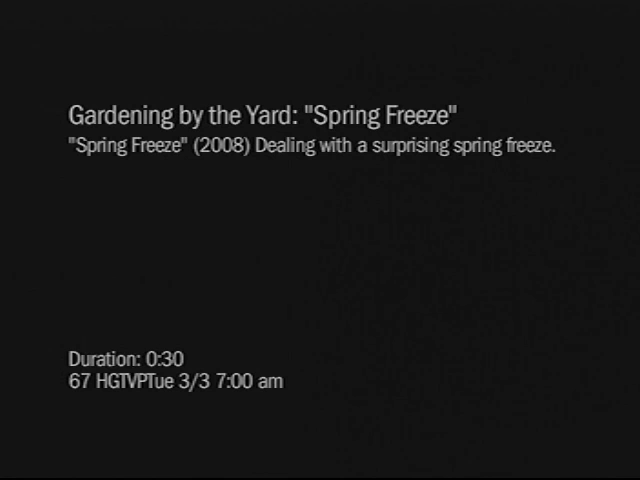 Gardening by the Yard: "Spring Freeze"
"Spring Freeze" (2008) Dealing with a surprising spring freeze.
Duration: 0:30
67 HGTVPTue 3/3 7:00 am